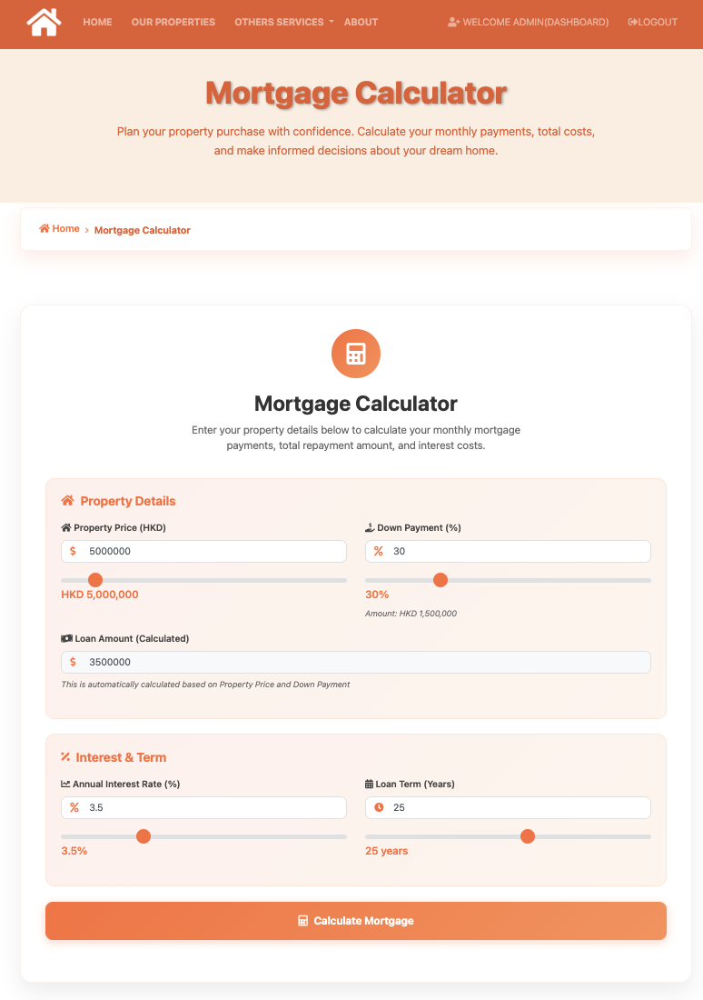 HOME OUR PROPERTIES OTHERS SERVICES ABOUT WELCOME ADMIN(DASHBOARD) LOGOUT
Mortgage Calculator
Plan your property purchase with confidence. Calculate your monthly payments, total costs,
and make informed decisions about your dream home.
Home › Mortgage Calculator
Mortgage Calculator
Enter your property details below to calculate your monthly mortgage
payments, total repayment amount, and interest costs.
Property Details
Property Price (HKD) Down Payment (%)
$ 5000000 % 30
HKD 5,000,000 30%
Amount: HKD 1,500,000
Loan Amount (Calculated)
$ 3500000
This is automatically calculated based on Property Price and Down Payment
Interest & Term
Annual Interest Rate (%) Loan Term (Years)
% 3.5 25
3.5% 25 years
Calculate Mortgage